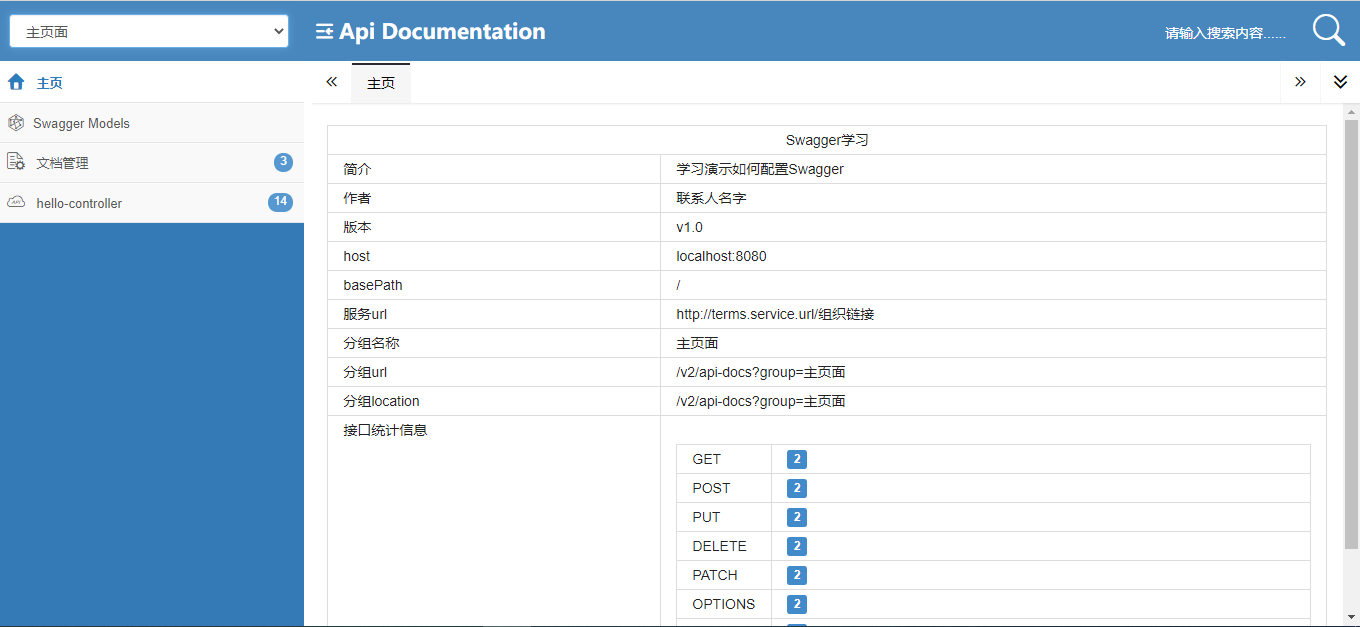 主页面
Api Documentation
请输入搜索内容......
主页
Swagger Models
文档管理 3
hello-controller 14
主页
Swagger学习
简介 学习演示如何配置Swagger
作者 联系人名字
版本 v1.0
host localhost:8080
basePath /
服务url http://terms.service.url/组织链接
分组名称 主页面
分组url /v2/api-docs?group=主页面
分组location /v2/api-docs?group=主页面
接口统计信息
GET 2
POST 2
PUT 2
DELETE 2
PATCH 2
OPTIONS 2